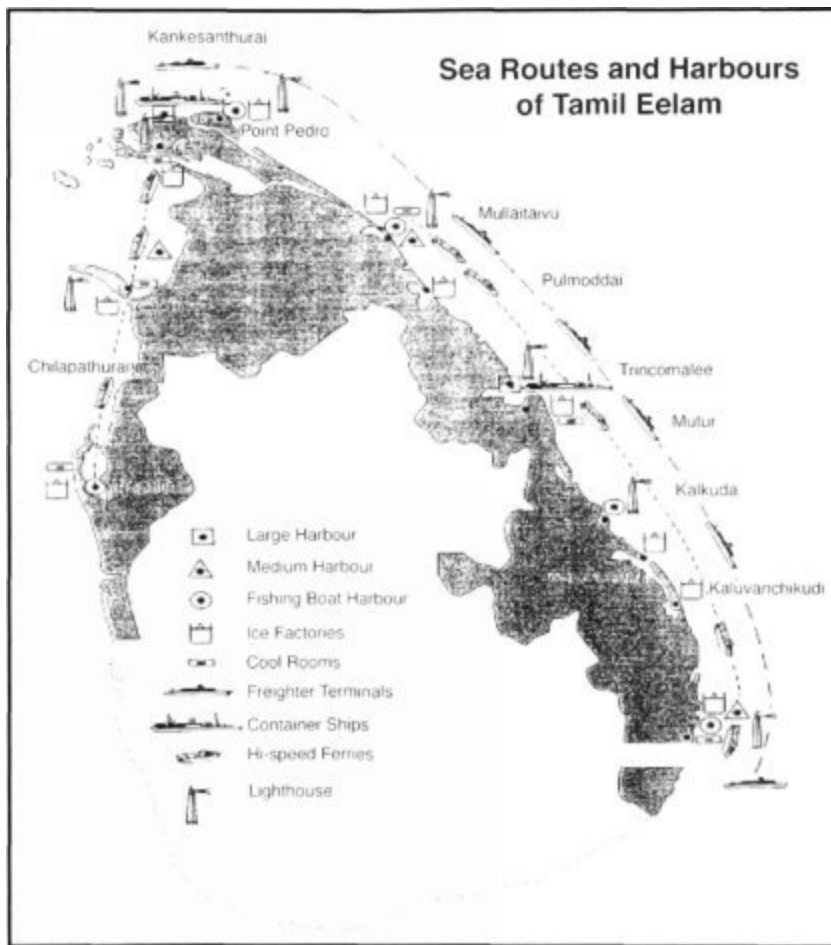 Kankesanthurai
Sea Routes and Harbours
of Tamil Eelam
Point Pedro
Mullaitaivu
Pulmoddai
Chilapathurai
Trincomalee
Mutur
Kalkuda
Kaluvanchikudi
Large Harbour
Medium Harbour
Fishing Boat Harbour
Ice Factories
Cool Rooms
Freighter Terminals
Container Ships
Hi-speed Ferries
Lighthouse